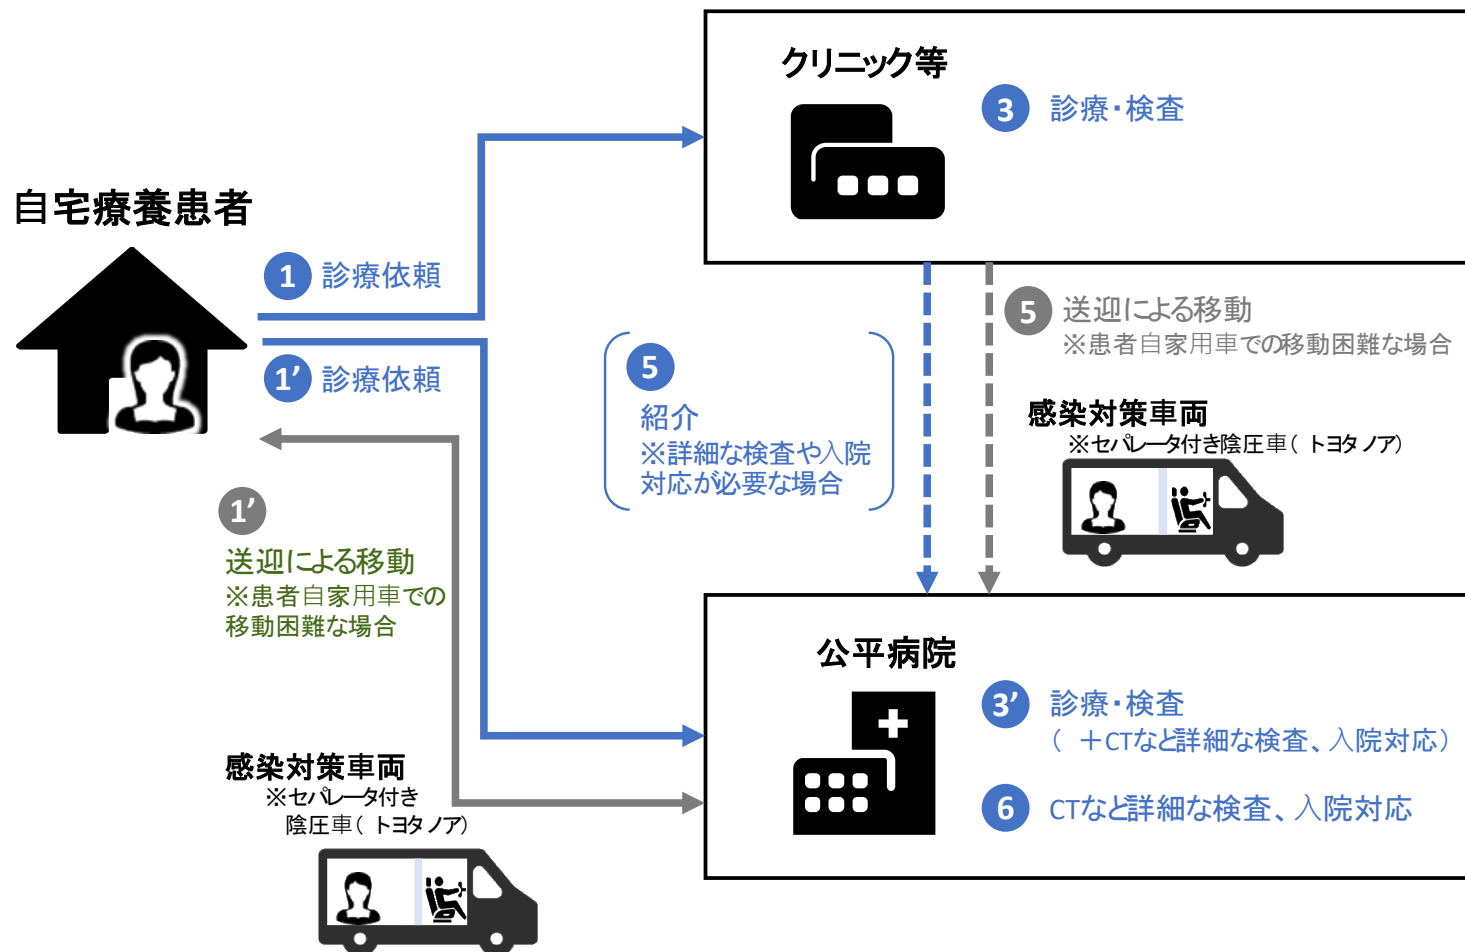 クリニック等
3 診療・検査
自宅療養患者
1 診療依頼
1’ 診療依頼
5 送迎による移動
※患者自家用車での移動困難な場合
5
紹介
※詳細な検査や入院
対応が必要な場合
感染対策車両
※セパレータ付き陰圧車( トヨタノア)
1’
送迎による移動
※患者自家用車での
移動困難な場合
公平病院
3’ 診療・検査
( ＋CTなど詳細な検査、入院対応)
6 CTなど詳細な検査、入院対応
感染対策車両
※セパレータ付き
陰圧車( トヨタノア)